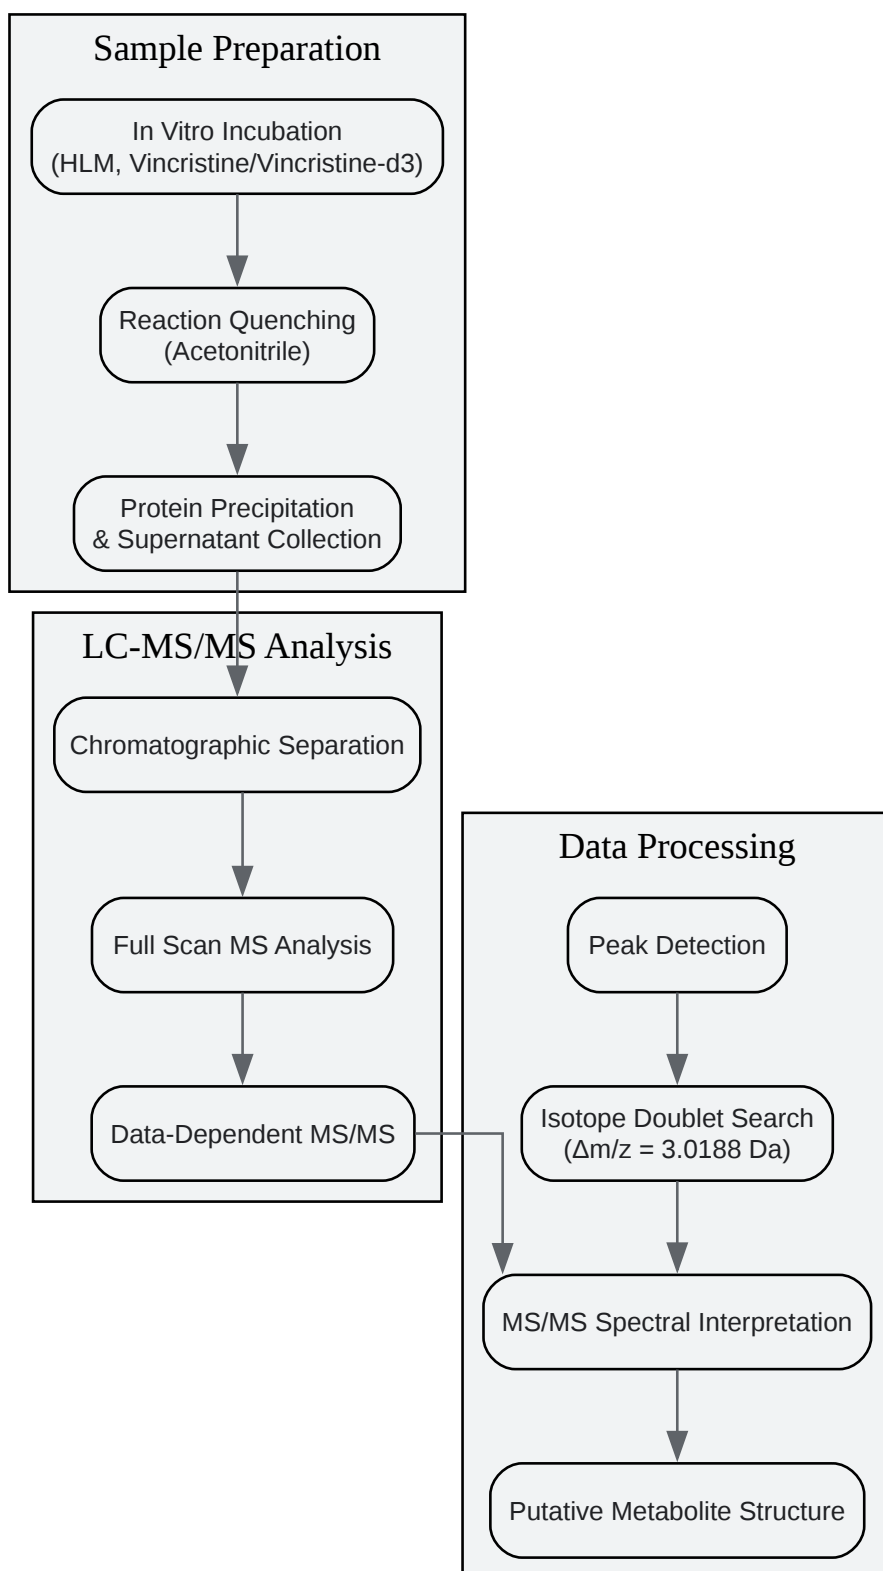 Sample Preparation
In Vitro Incubation
(HLM, Vincristine/Vincristine-d3)
Reaction Quenching
(Acetonitrile)
Protein Precipitation
& Supernatant Collection
LC-MS/MS Analysis
Chromatographic Separation
Full Scan MS Analysis
Data-Dependent MS/MS
Data Processing
Peak Detection
Isotope Doublet Search
(Δm/z = 3.0188 Da)
MS/MS Spectral Interpretation
Putative Metabolite Structure